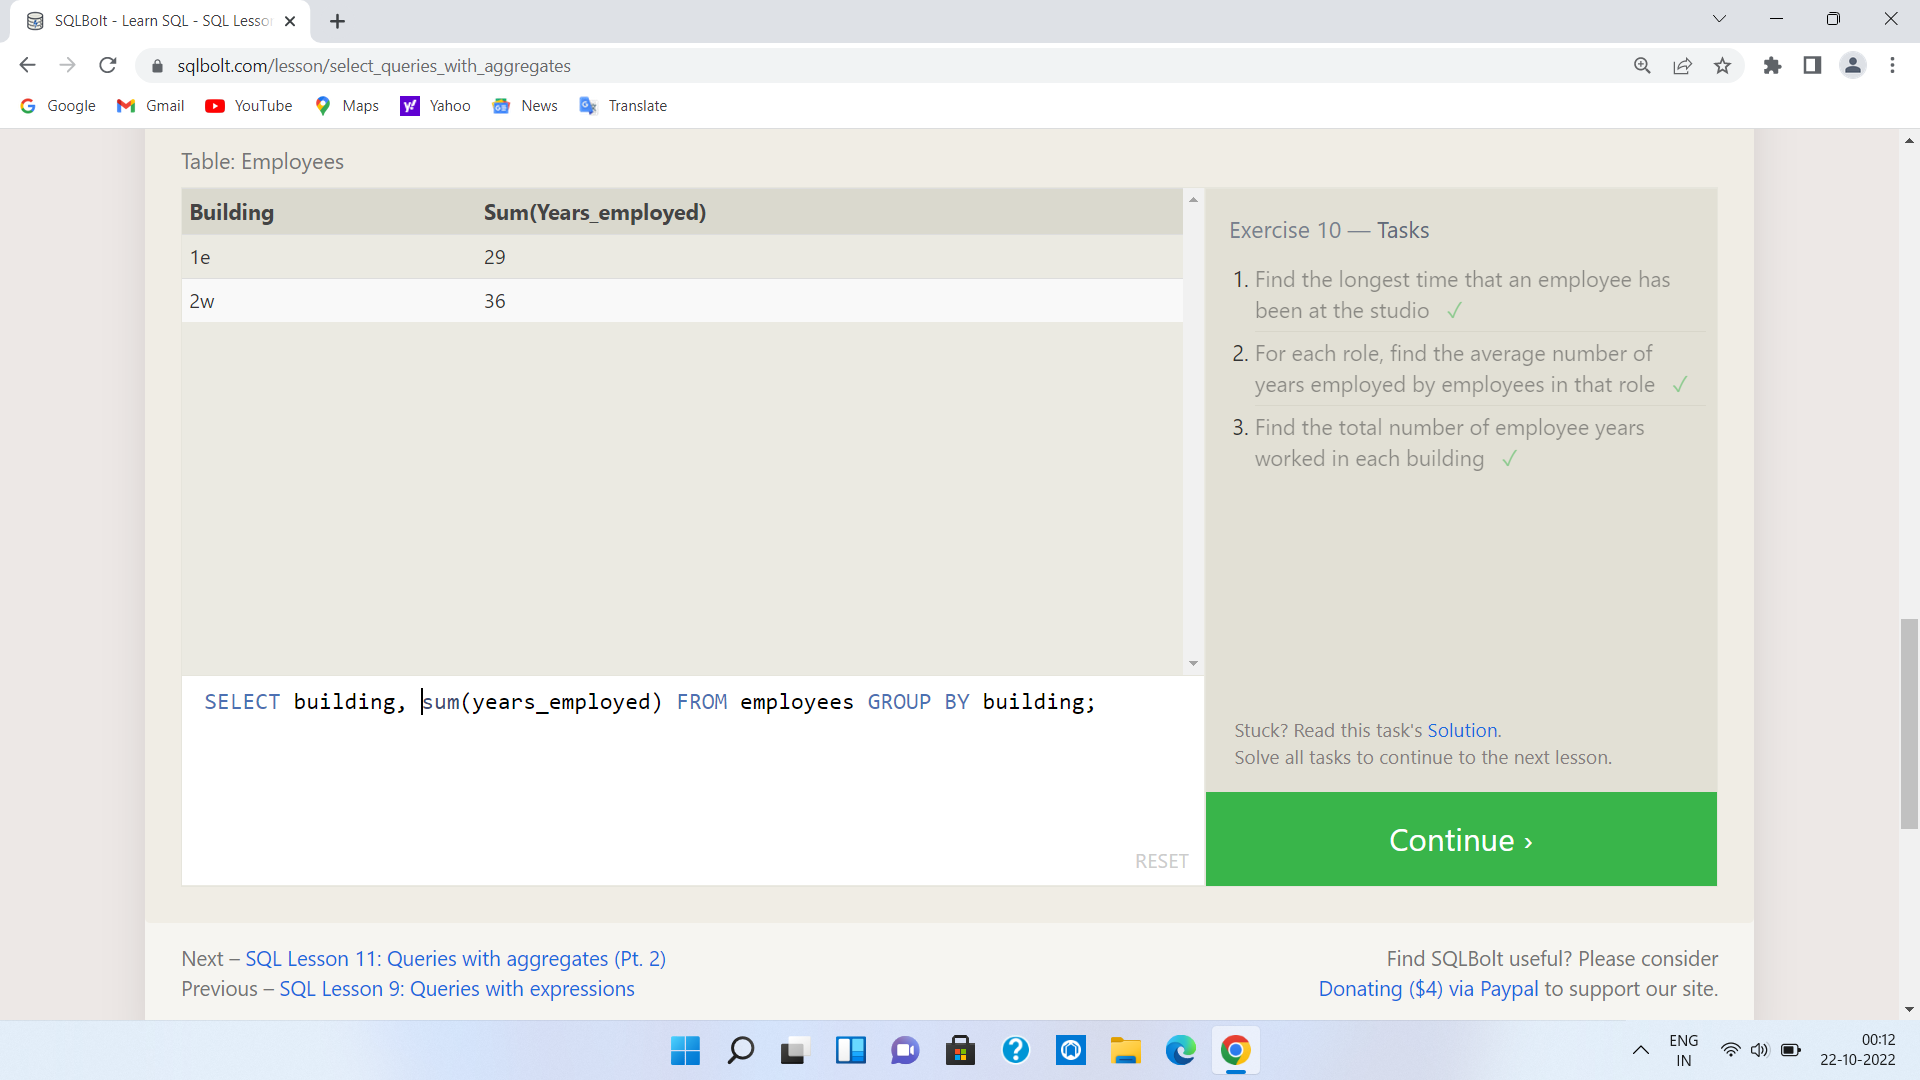 SQLBolt - Learn SQL - SQL Lesso
sqlbolt.com/lesson/select_queries_with_aggregates
Google Gmail YouTube Maps Yahoo News Translate
Table: Employees
Building Sum(Years_employed)
1e 29
2w 36
SELECT building, sum(years_employed) FROM employees GROUP BY building;
RESET
Exercise 10 — Tasks
1. Find the longest time that an employee has
been at the studio ✓
2. For each role, find the average number of
years employed by employees in that role ✓
3. Find the total number of employee years
worked in each building ✓
Stuck? Read this task's Solution.
Solve all tasks to continue to the next lesson.
Continue ›
Next – SQL Lesson 11: Queries with aggregates (Pt. 2)
Previous – SQL Lesson 9: Queries with expressions
Find SQLBolt useful? Please consider
Donating ($4) via Paypal to support our site.
ENG
IN
00:12
22-10-2022